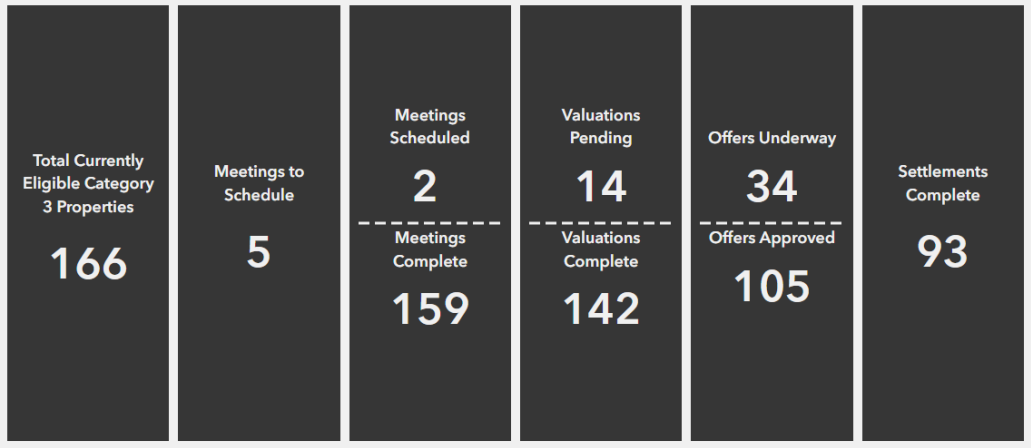 Total Currently
Eligible Category
3 Properties
166
Meetings to
Schedule
5
Meetings
Scheduled
2
Meetings
Complete
159
Valuations
Pending
14
Valuations
Complete
142
Offers Underway
34
Offers Approved
105
Settlements
Complete
93